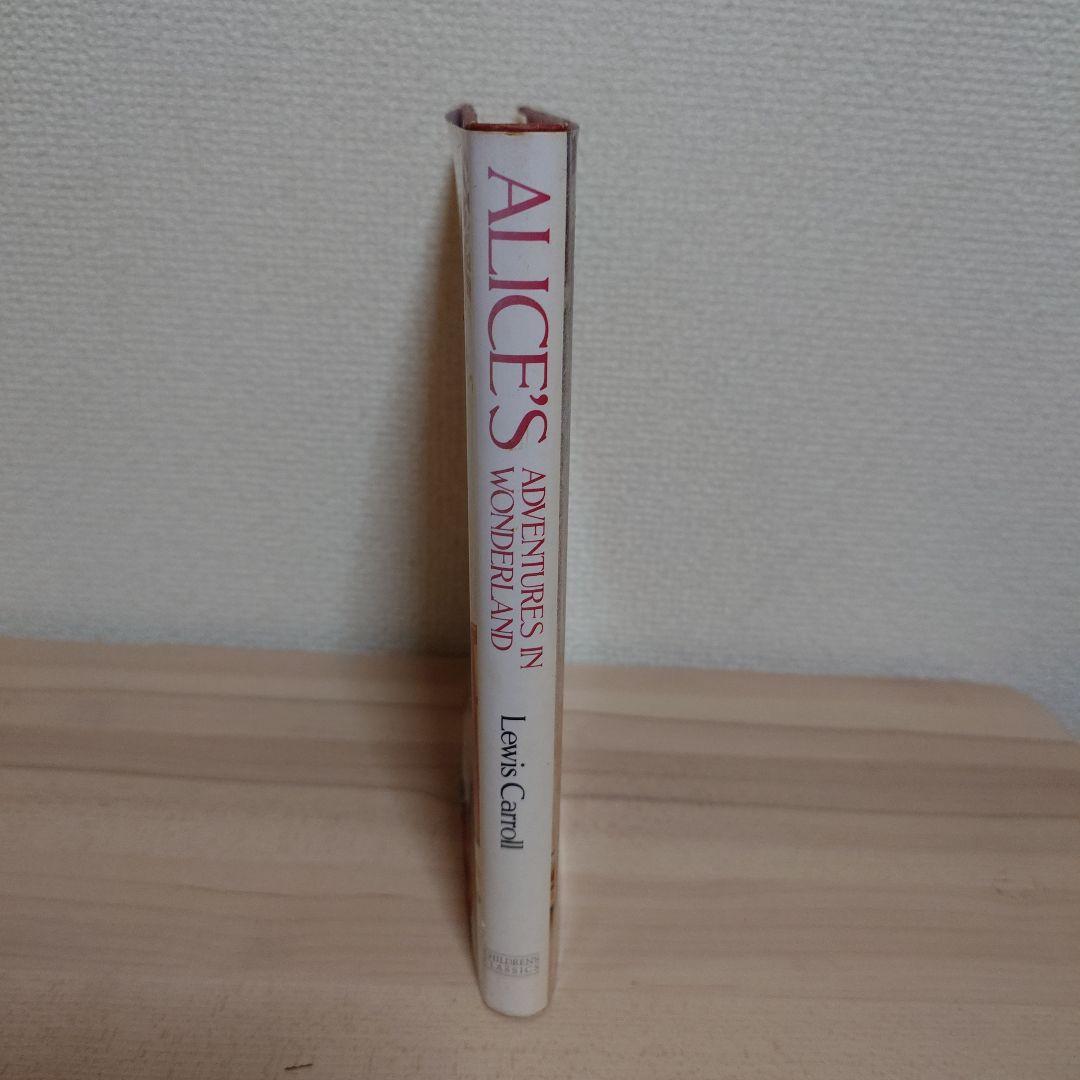 ALICE'S
ADVENTURES IN
WONDERLAND
Lewis Carroll
CHILDREN'S
CLASSICS